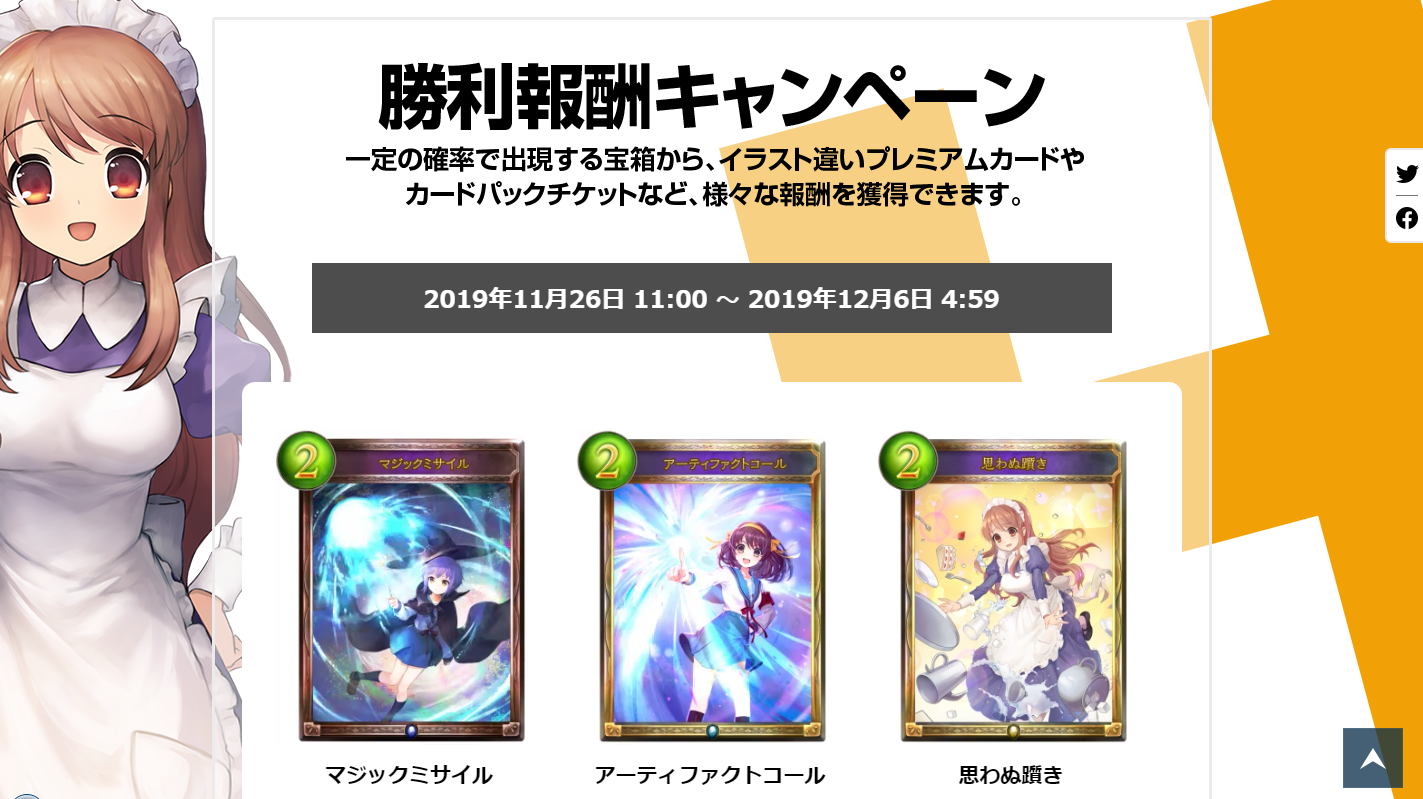 勝利報酬キャンペーン
一定の確率で出現する宝箱から、イラスト違いプレミアムカードや
カードパックチケットなど、様々な報酬を獲得できます。
2019年11月26日 11:00 ～ 2019年12月6日 4:59
2 マジックミサイル
2 アーティファクトコール
2 思わぬ躓き
マジックミサイル
アーティファクトコール
思わぬ躓き